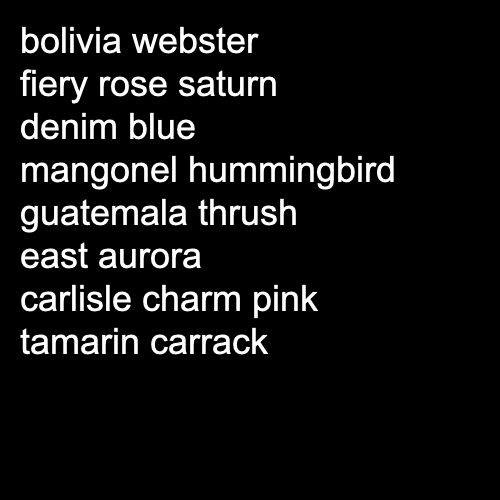 bolivia webster
fiery rose saturn
denim blue
mangonel hummingbird
guatemala thrush
east aurora
carlisle charm pink
tamarin carrack